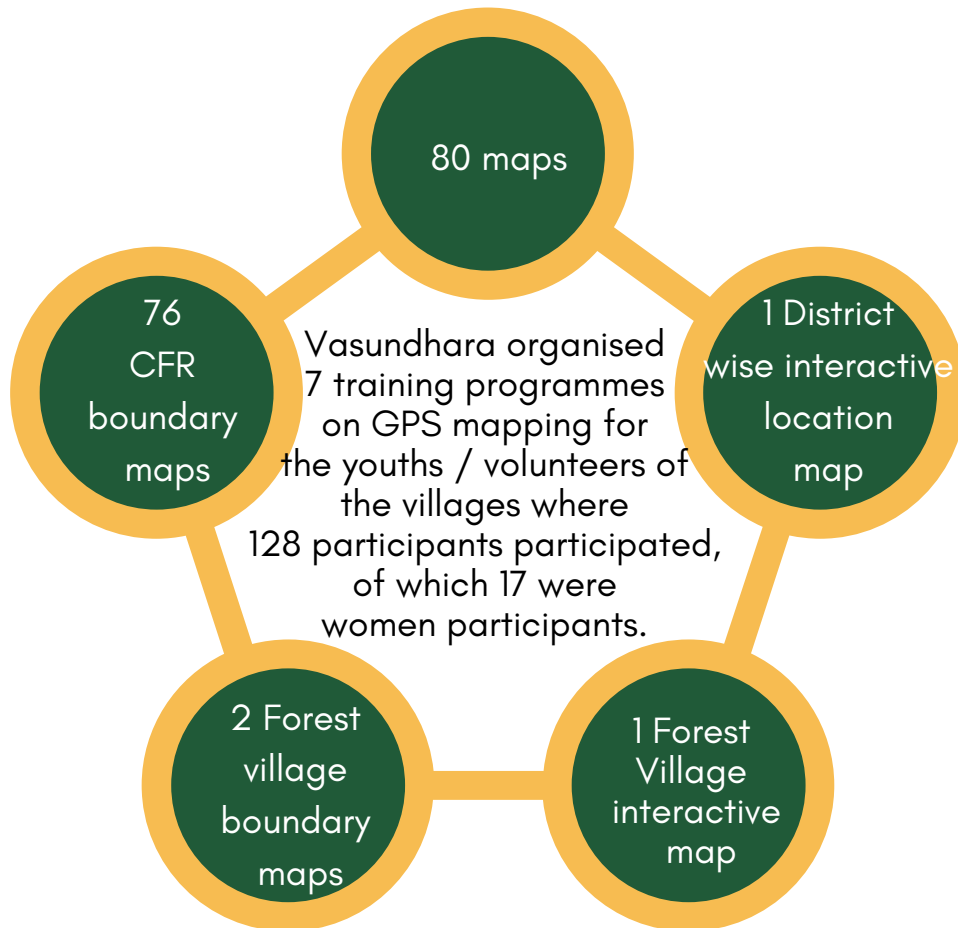 80 maps
76
CFR
boundary
maps
1 District
wise interactive
location
map
Vasundhara organised
7 training programmes
on GPS mapping for
the youths / volunteers of
the villages where
128 participants participated,
of which 17 were
women participants.
2 Forest
village
boundary
maps
1 Forest
Village
interactive
map